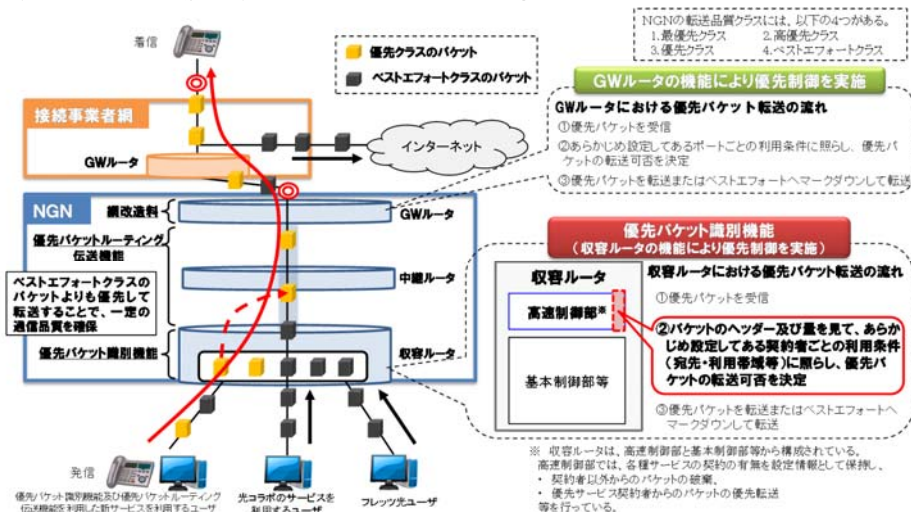 着信
優先クラスのパケット
ベストエフォートクラスのパケット
NGNの転送品質クラスには、以下の4つがある。
1.最優先クラス 2.高優先クラス
3.優先クラス 4.ベストエフォートクラス
接続事業者網
GWルータ
インターネット
GWルータの機能により優先制御を実施
GWルータにおける優先パケット転送の流れ
①優先パケットを受信
②あらかじめ設定してあるポートごとの利用条件に照らし、優先パ
ケットの転送可否を決定
③優先パケットを転送またはベストエフォートへマークダウンして転送
NGN
網改造料
GWルータ
優先パケットルーティング
伝送機能
ベストエフォートクラスの
パケットよりも優先して
転送することで、一定の
通信品質を確保
中継ルータ
優先パケット識別機能
収容ルータ
優先パケット識別機能
(収容ルータの機能により優先制御を実施)
収容ルータ
高速制御部※
基本制御部等
収容ルータにおける優先パケット転送の流れ
①優先パケットを受信
②パケットのヘッダー及び量を見て、あらか
じめ設定してある契約者ごとの利用条件
(宛先・利用帯域等)に照らし、優先パ
ケットの転送可否を決定
③優先パケットを転送またはベストエフォートへ
マークダウンして転送
※ 収容ルータは、高速制御部と基本制御部等から構成されている。
高速制御部では、各種サービスの契約の有無を設定情報として保持し、
・ 契約者以外からのパケットの破棄、
・ 優先サービス契約者からのパケットの優先転送
等を行っている。
発信
優先パケット識別機能及び優先パケットルーティング
伝送機能を利用した新サービスを利用するユーザ
光コラボのサービスを
利用するユーザ
フレッツ光ユーザ